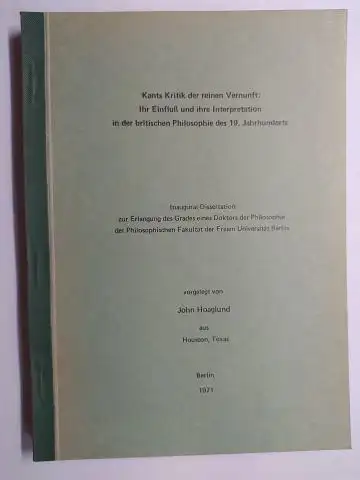 Kants Kritik der reinen Vernunft:
Ihr Einfluß und ihre Interpretation
in der britischen Philosophie des 19. Jahrhunderts
Inaugural-Dissertation
zur Erlangung des Grades eines Doktors der Philosophie
der Philosophischen Fakultät der Freien Universität Berlin
vorgelegt von
John Hoaglund
aus
Houston, Texas
Berlin
1971